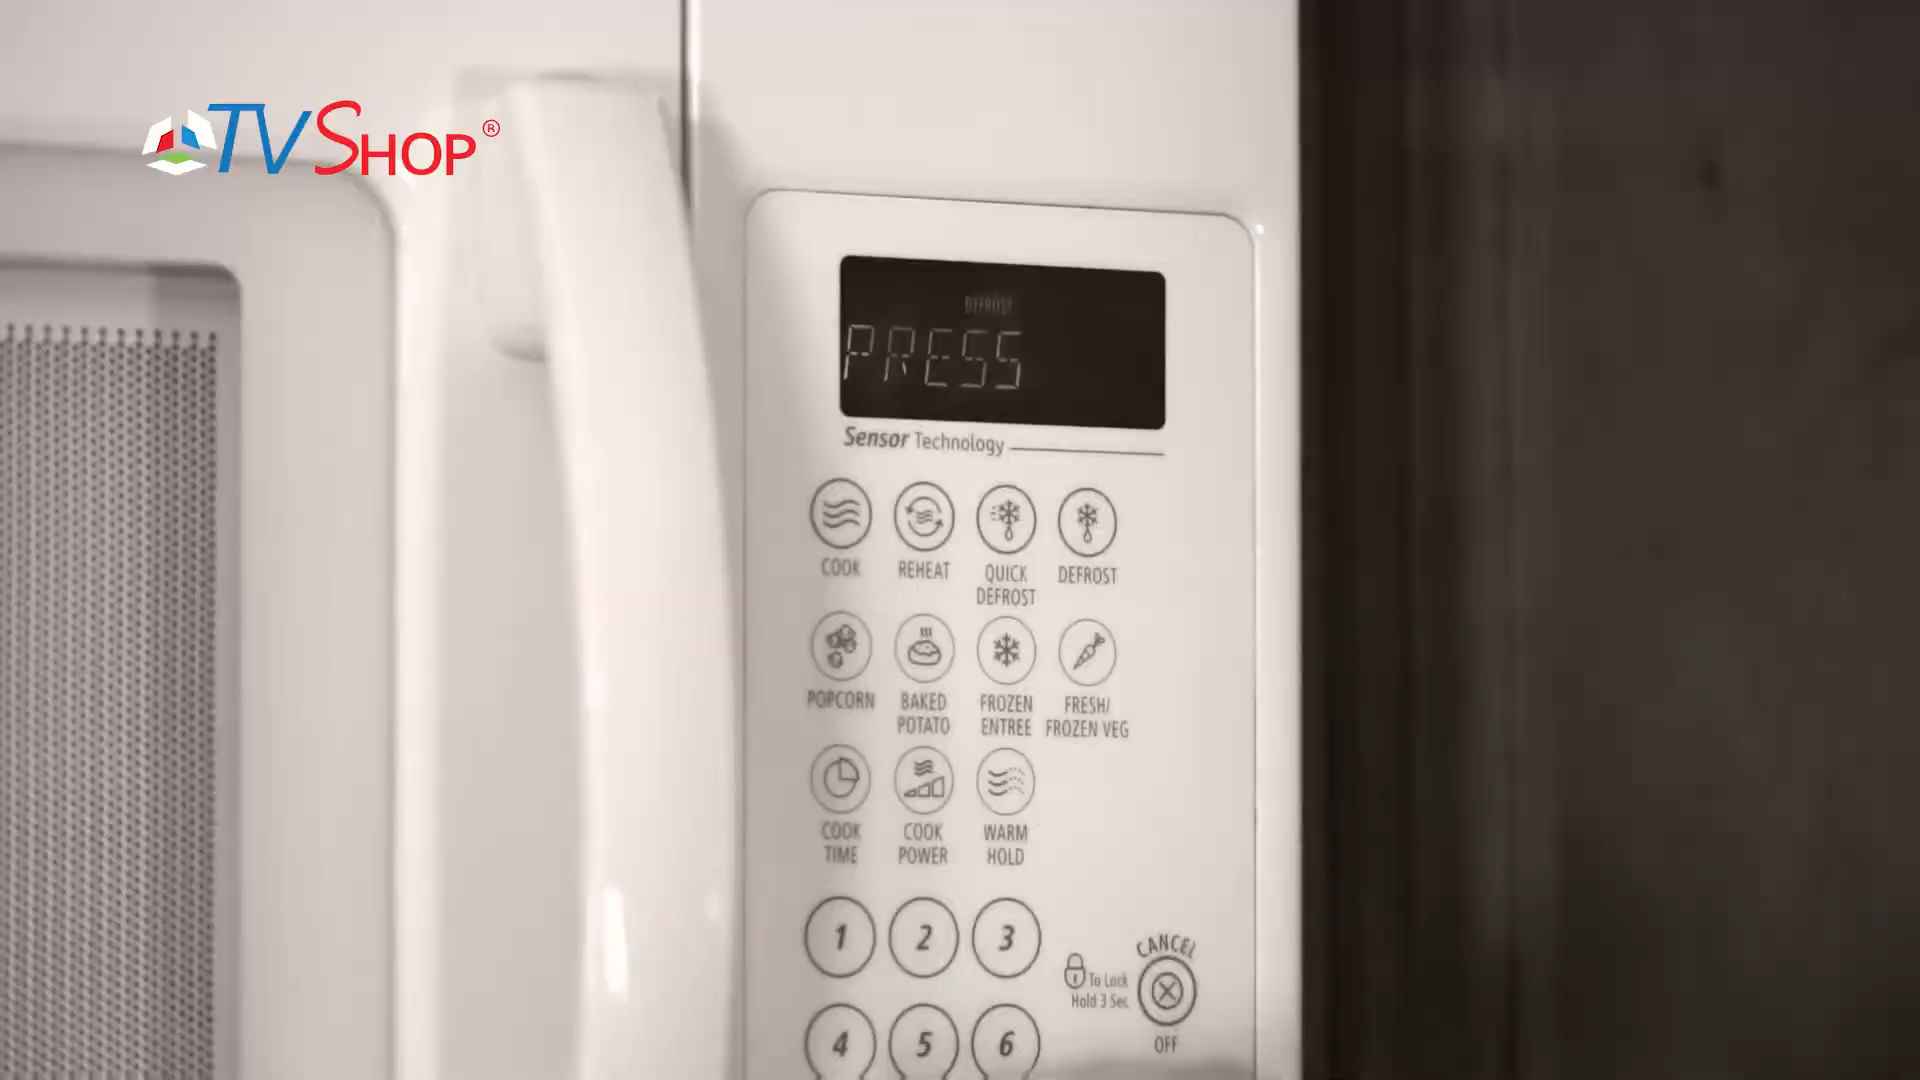 TVSHOP®
DEFROST
PRESS
Sensor Technology
COOK
REHEAT
QUICK
DEFROST
DEFROST
POPCORN
BAKED
POTATO
FROZEN
ENTREE
FRESH/
FROZEN VEG
COOK
TIME
COOK
POWER
WARM
HOLD
1 2 3
CANCEL
To Lock
Hold 3 Sec
OFF
4 5 6